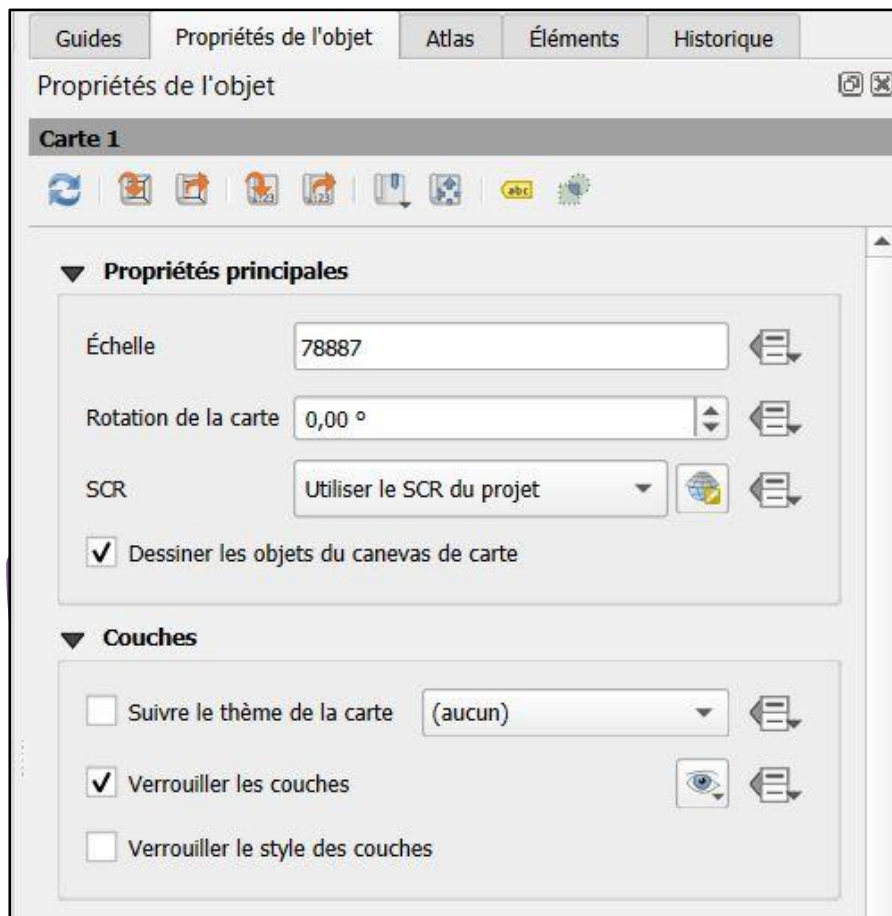 Guides Propriétés de l'objet Atlas Éléments Historique
Propriétés de l'objet
Carte 1
abc
Propriétés principales
Échelle 78887
Rotation de la carte 0,00 °
SCR Utiliser le SCR du projet
Dessiner les objets du canevas de carte
Couches
Suivre le thème de la carte (aucun)
Verrouiller les couches
Verrouiller le style des couches